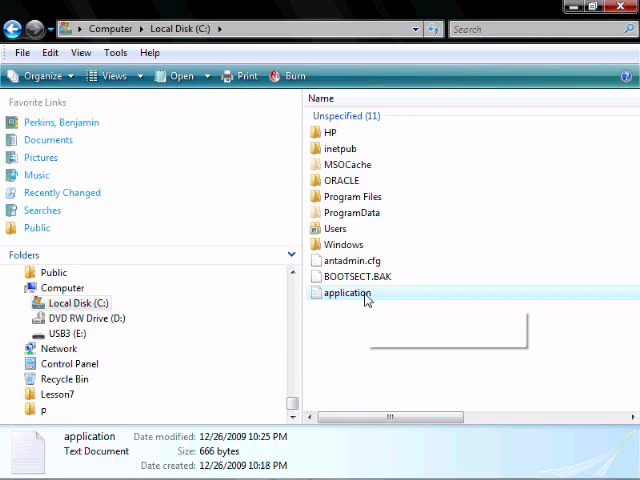 Computer Local Disk (C:) Search
File Edit View Tools Help
Organize Views Open Print Burn
Favorite Links
Perkins, Benjamin
Documents
Pictures
Music
Recently Changed
Searches
Public
Folders
Public
Computer
Local Disk (C:)
DVD RW Drive (D:)
USB3 (E:)
Network
Control Panel
Recycle Bin
Lesson7
p
Name
Unspecified (11)
HP
inetpub
MSOCache
ORACLE
Program Files
ProgramData
Users
Windows
antadmin.cfg
BOOTSECT.BAK
application
application Date modified: 12/26/2009 10:25 PM
Text Document Size: 666 bytes
Date created: 12/26/2009 10:18 PM